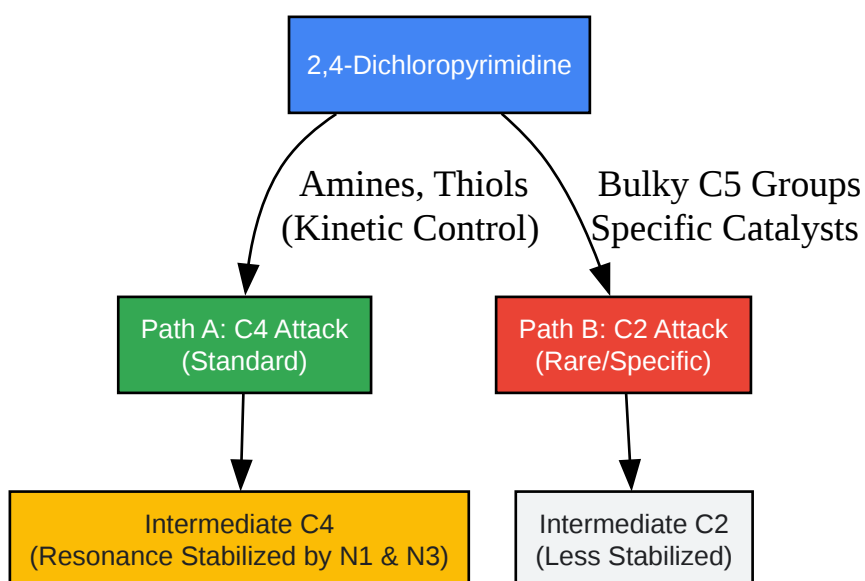 2,4-Dichloropyrimidine
Amines, Thiols
(Kinetic Control)
Bulky C5 Groups
Specific Catalysts
Path A: C4 Attack
(Standard)
Path B: C2 Attack
(Rare/Specific)
Intermediate C4
(Resonance Stabilized by N1 & N3)
Intermediate C2
(Less Stabilized)